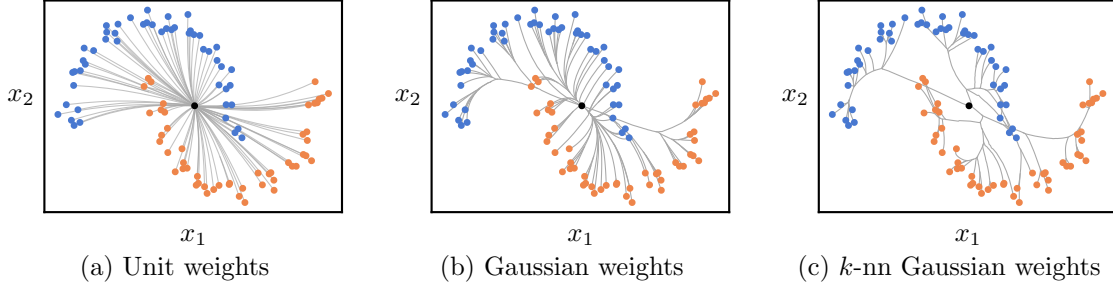 x₂
x₁
(a) Unit weights
x₂
x₁
(b) Gaussian weights
x₂
x₁
(c) k-nn Gaussian weights